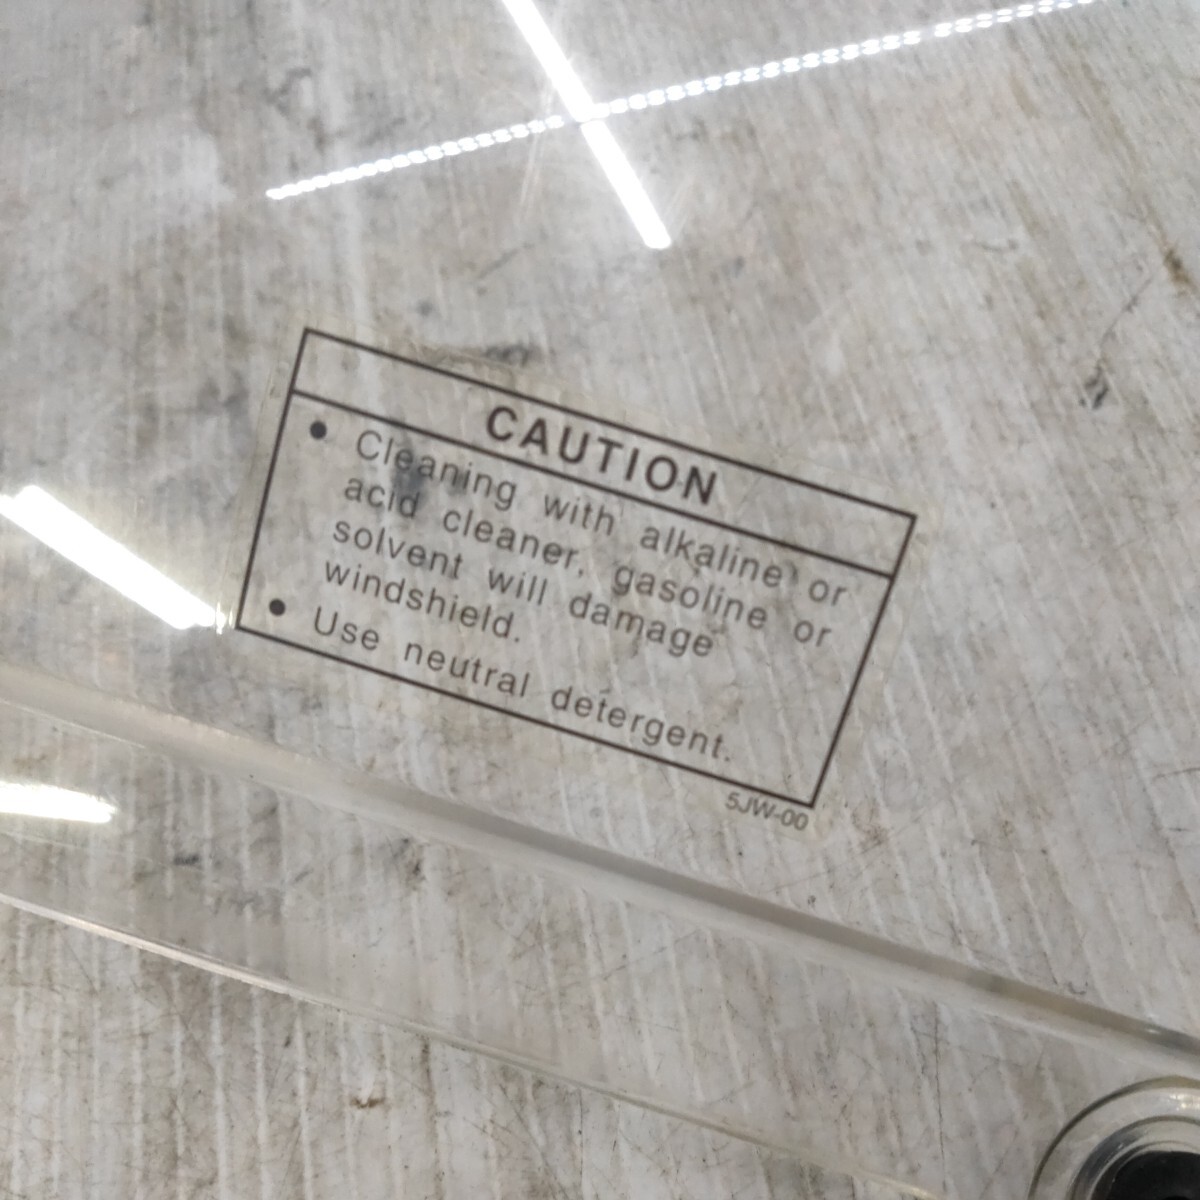 CAUTION
● Cleaning with alkaline or
acid cleaner, gasoline or
solvent will damage
windshield.
● Use neutral detergent.
5JW-00